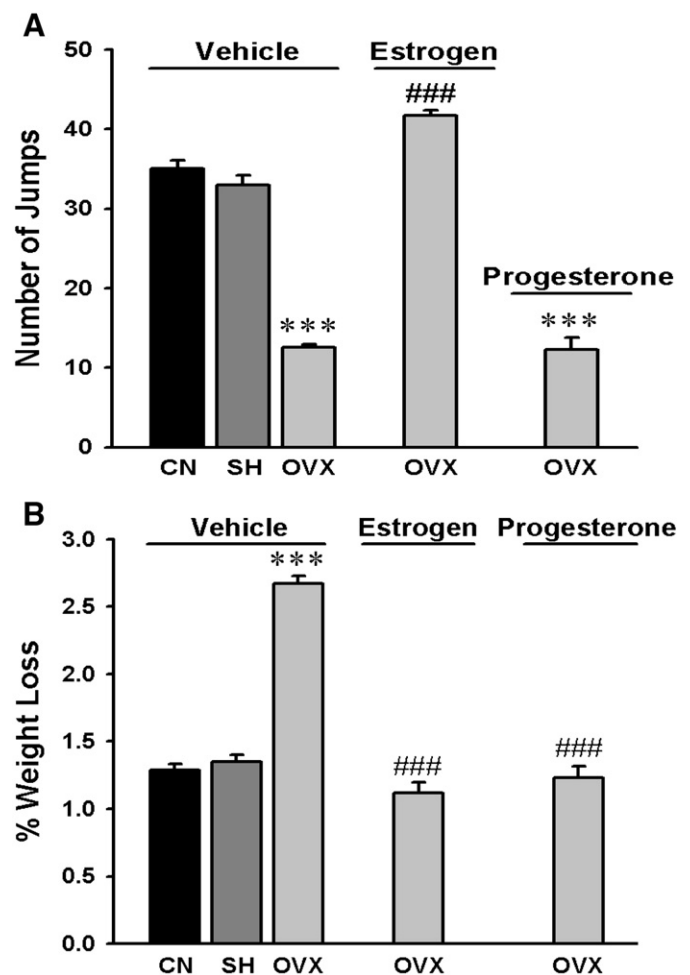 A
Vehicle Estrogen
###
Progesterone
***
***
Number of Jumps
50
40
30
20
10
0
CN SH OVX OVX OVX
B
Vehicle Estrogen Progesterone
***
###
###
% Weight Loss
3.0
2.5
2.0
1.5
1.0
0.5
0.0
CN SH OVX OVX OVX